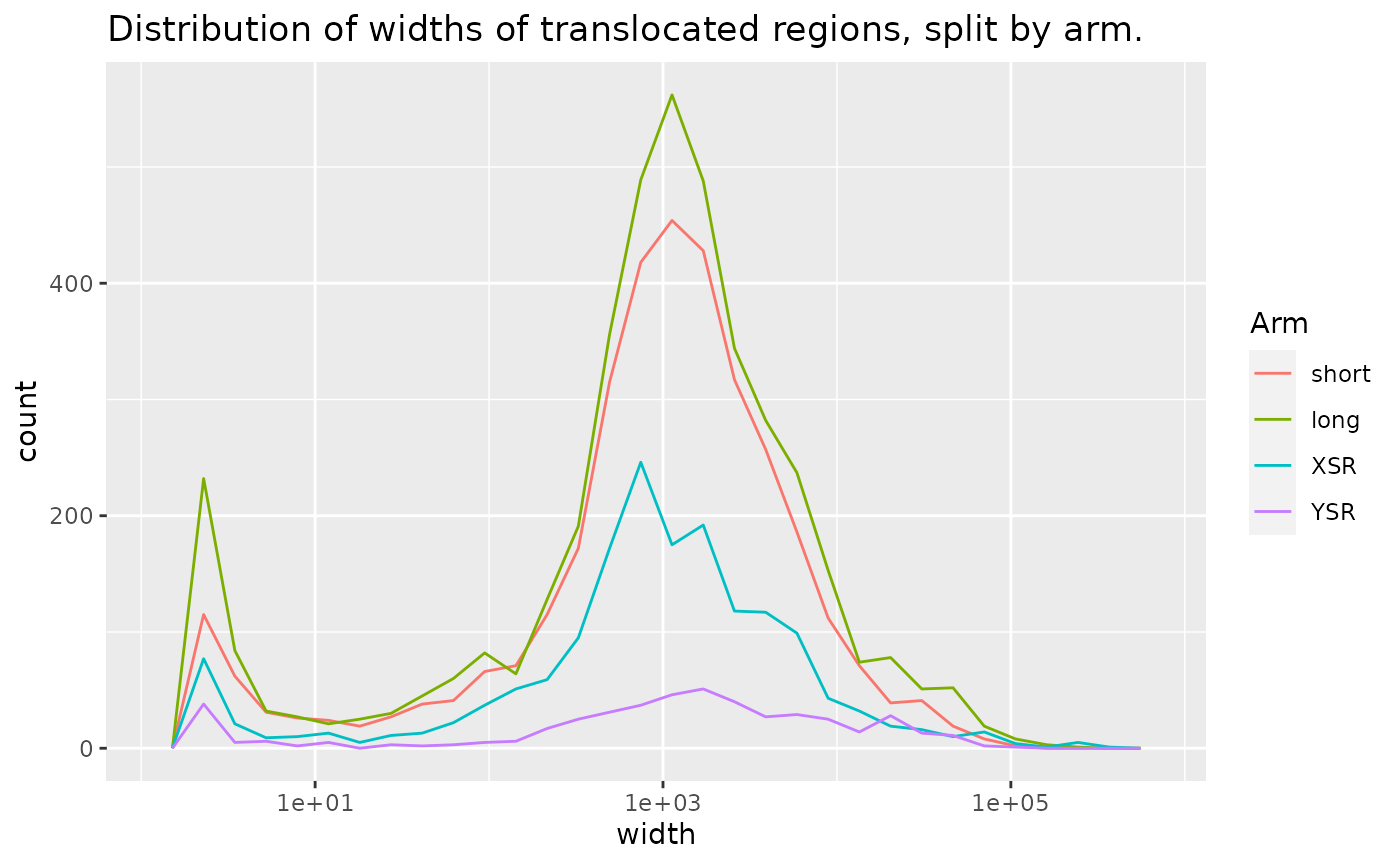 Distribution of widths of translocated regions, split by arm.
count
400
200
0
1e+01
1e+03
1e+05
width
Arm
short
long
XSR
YSR